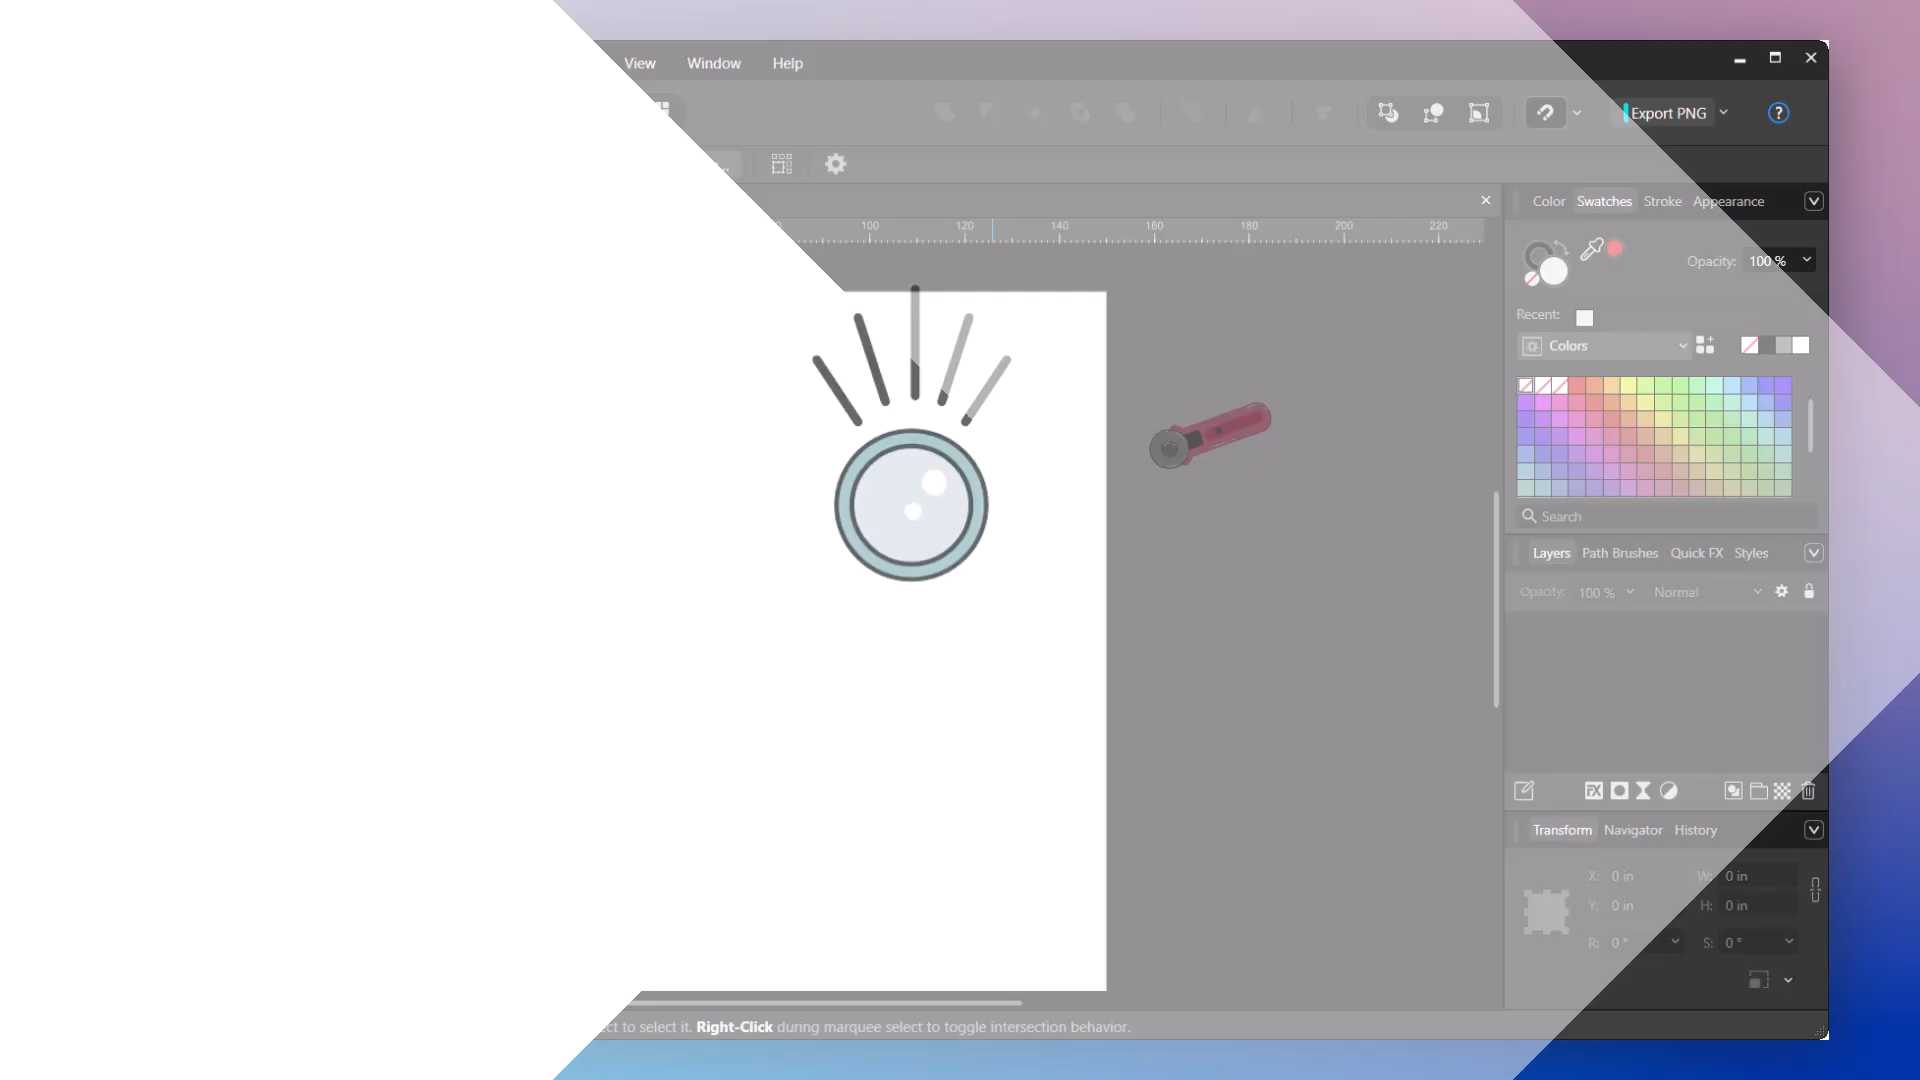 View Window Help
Export PNG
Color Swatches Stroke Appearance
100 120 140 160 180 200 220
Opacity: 100 %
Recent:
Colors
Search
Layers Path Brushes Quick FX Styles
Opacity: 100 % Normal
FX
Transform Navigator History
X: 0 in W: 0 in
Y: 0 in H: 0 in
R: 0 ° S: 0 °
to select it. Right-Click during marquee select to toggle intersection behavior.